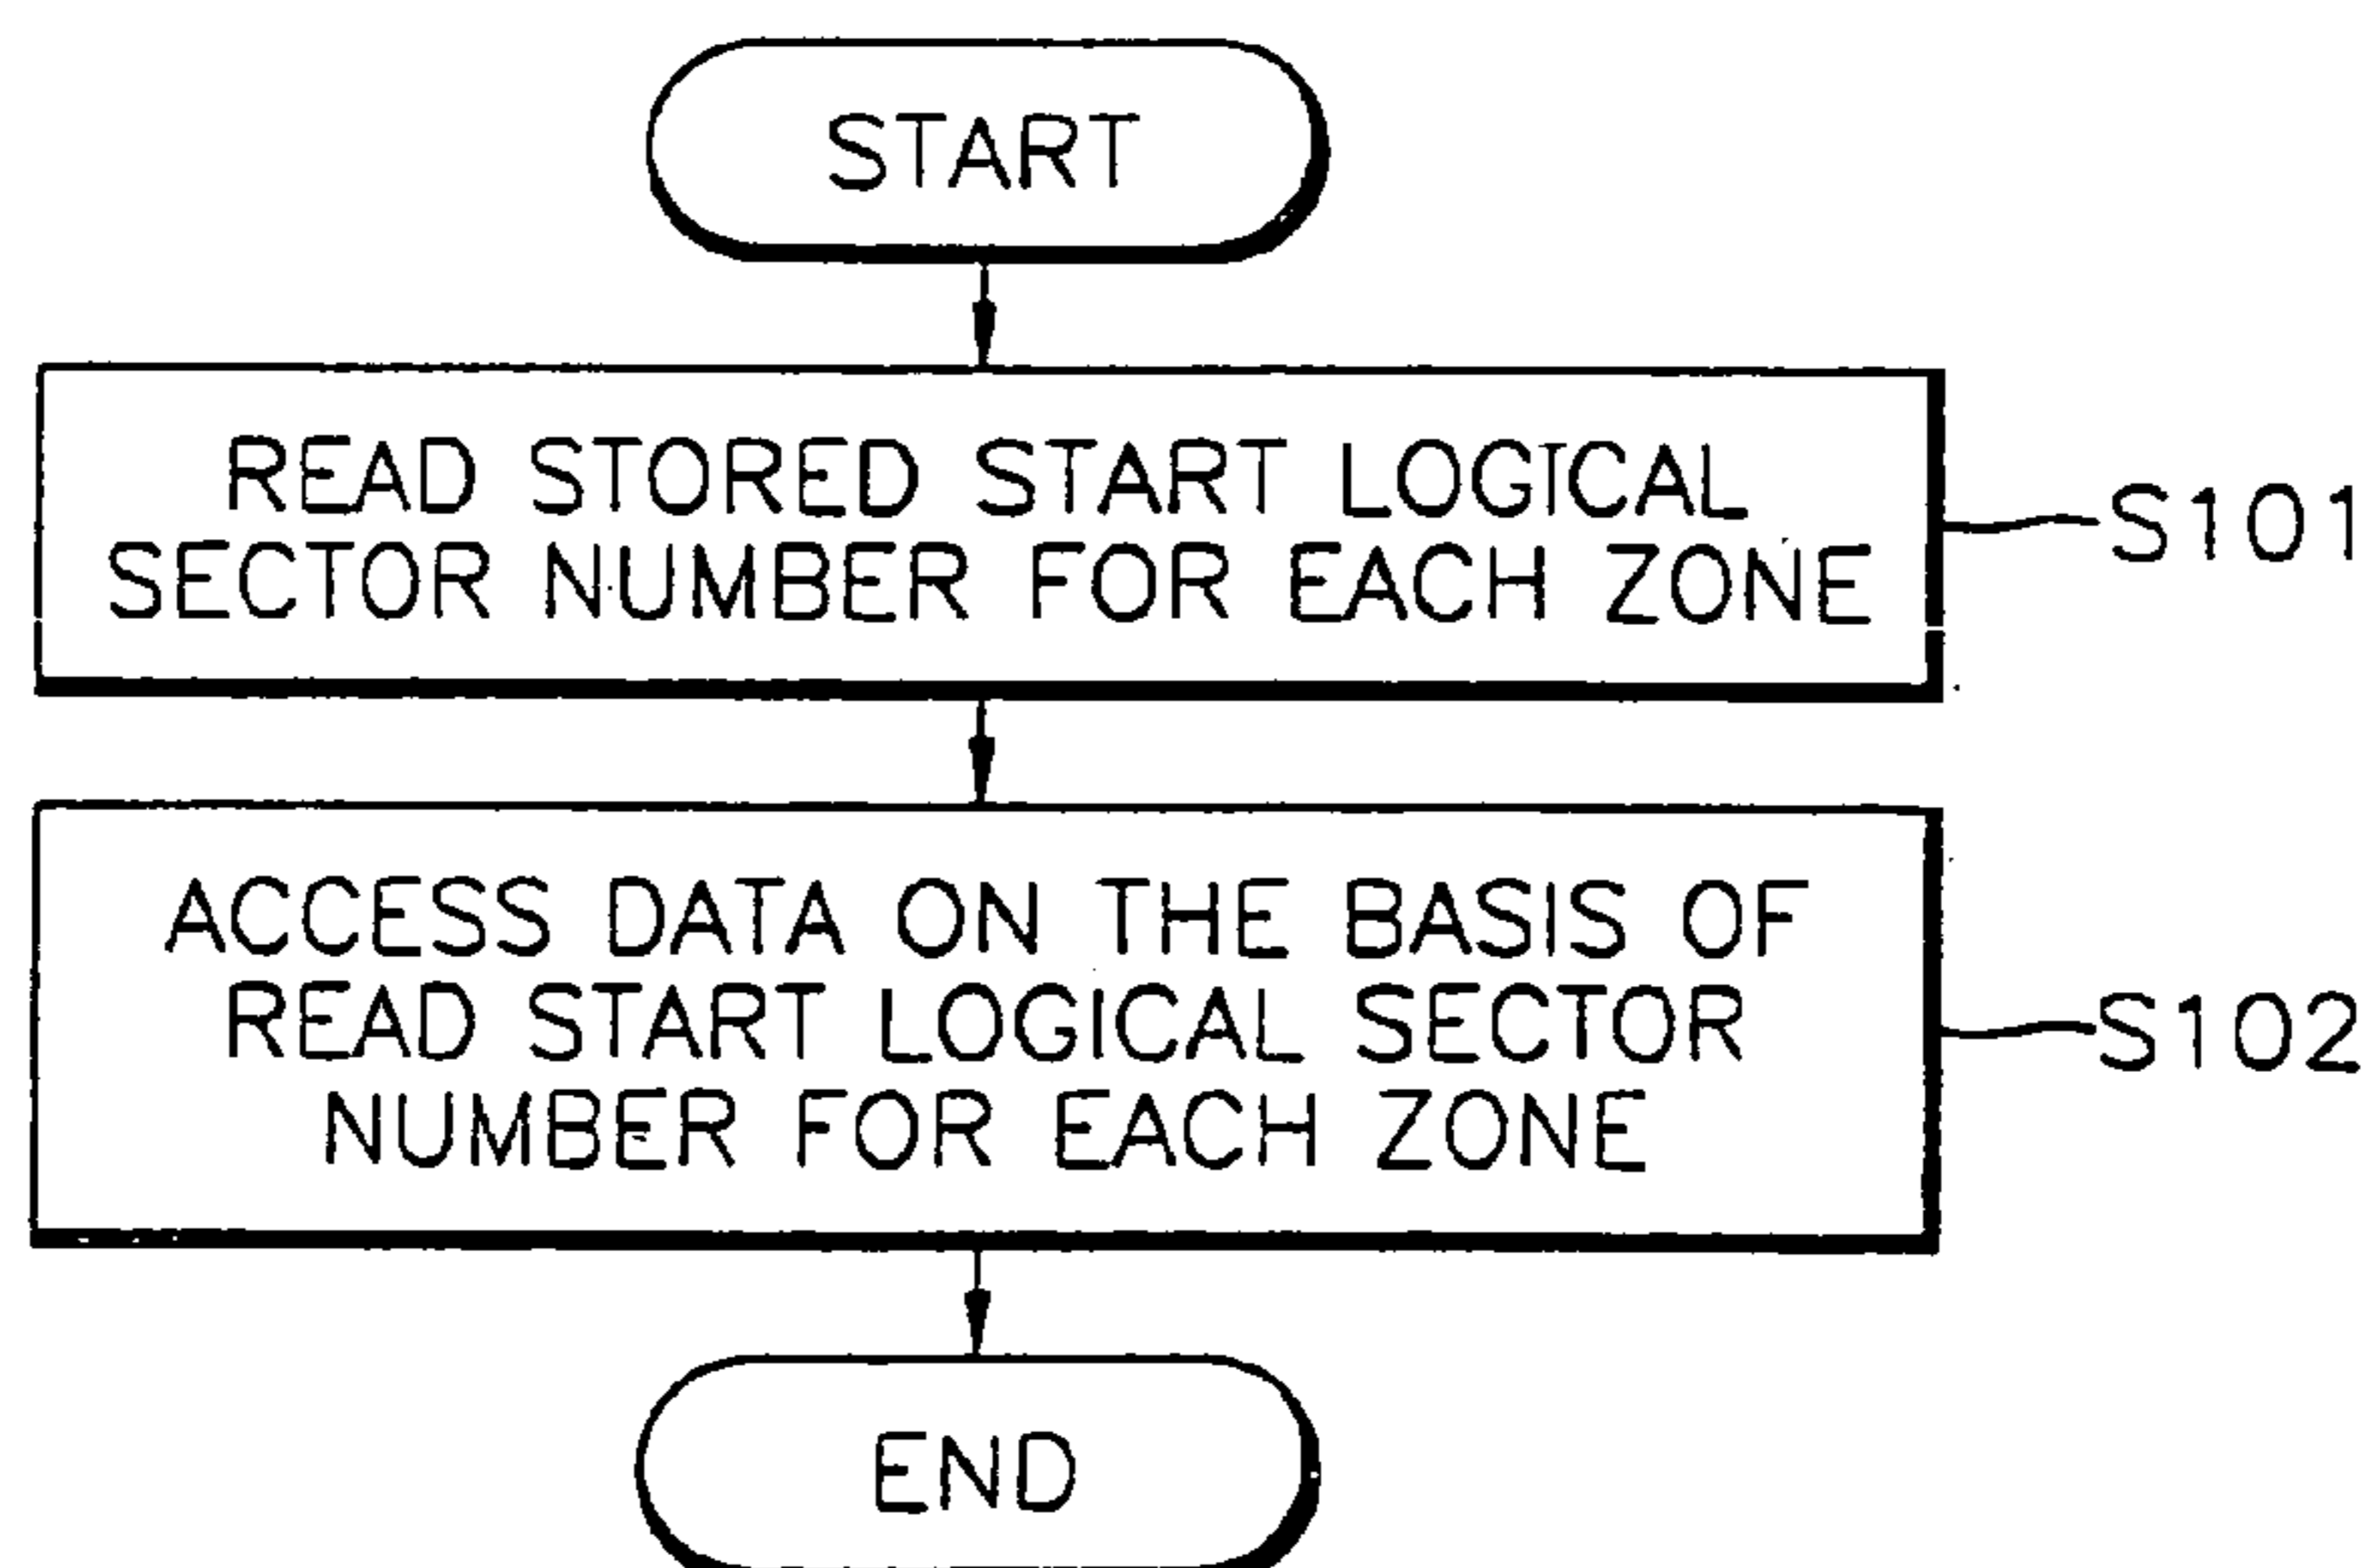 START
READ STORED START LOGICAL
SECTOR NUMBER FOR EACH ZONE
S101
ACCESS DATA ON THE BASIS OF
READ START LOGICAL SECTOR
NUMBER FOR EACH ZONE
S102
END